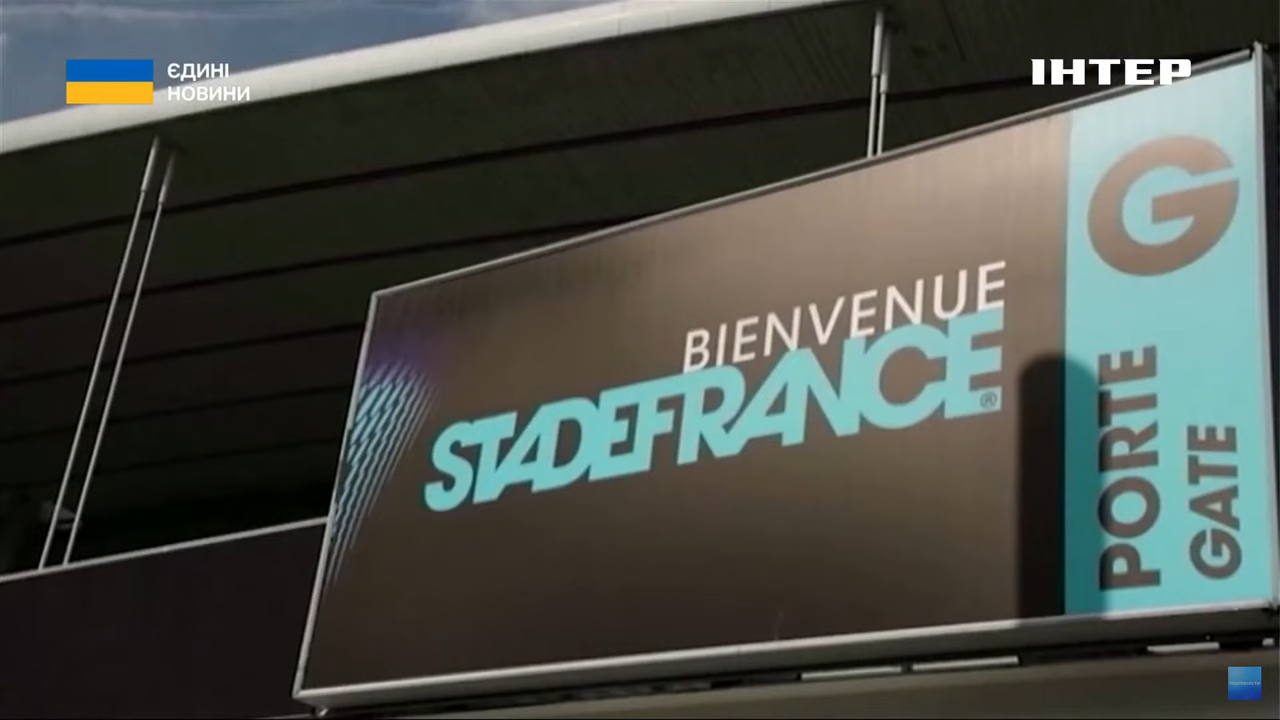 ЄДИНІ
НОВИНИ
ІНТЕР
BIENVENUE
STADEFRANCE®
G
PORTE
GATE